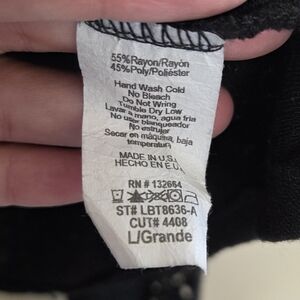 55%Rayon/Rayón
45%Poly/Poliéster
Hand Wash Cold
No Bleach
Do Not Wring
Tumble Dry Low
Lavar a mano, agua fria
No usar blanqueador
No estrujar
Secar en máquina, baja
temperatura
MADE IN U.S.A
HECHO EN E.U.
RN # 132664
ST# LBT8636-A
CUT# 4408
L/Grande